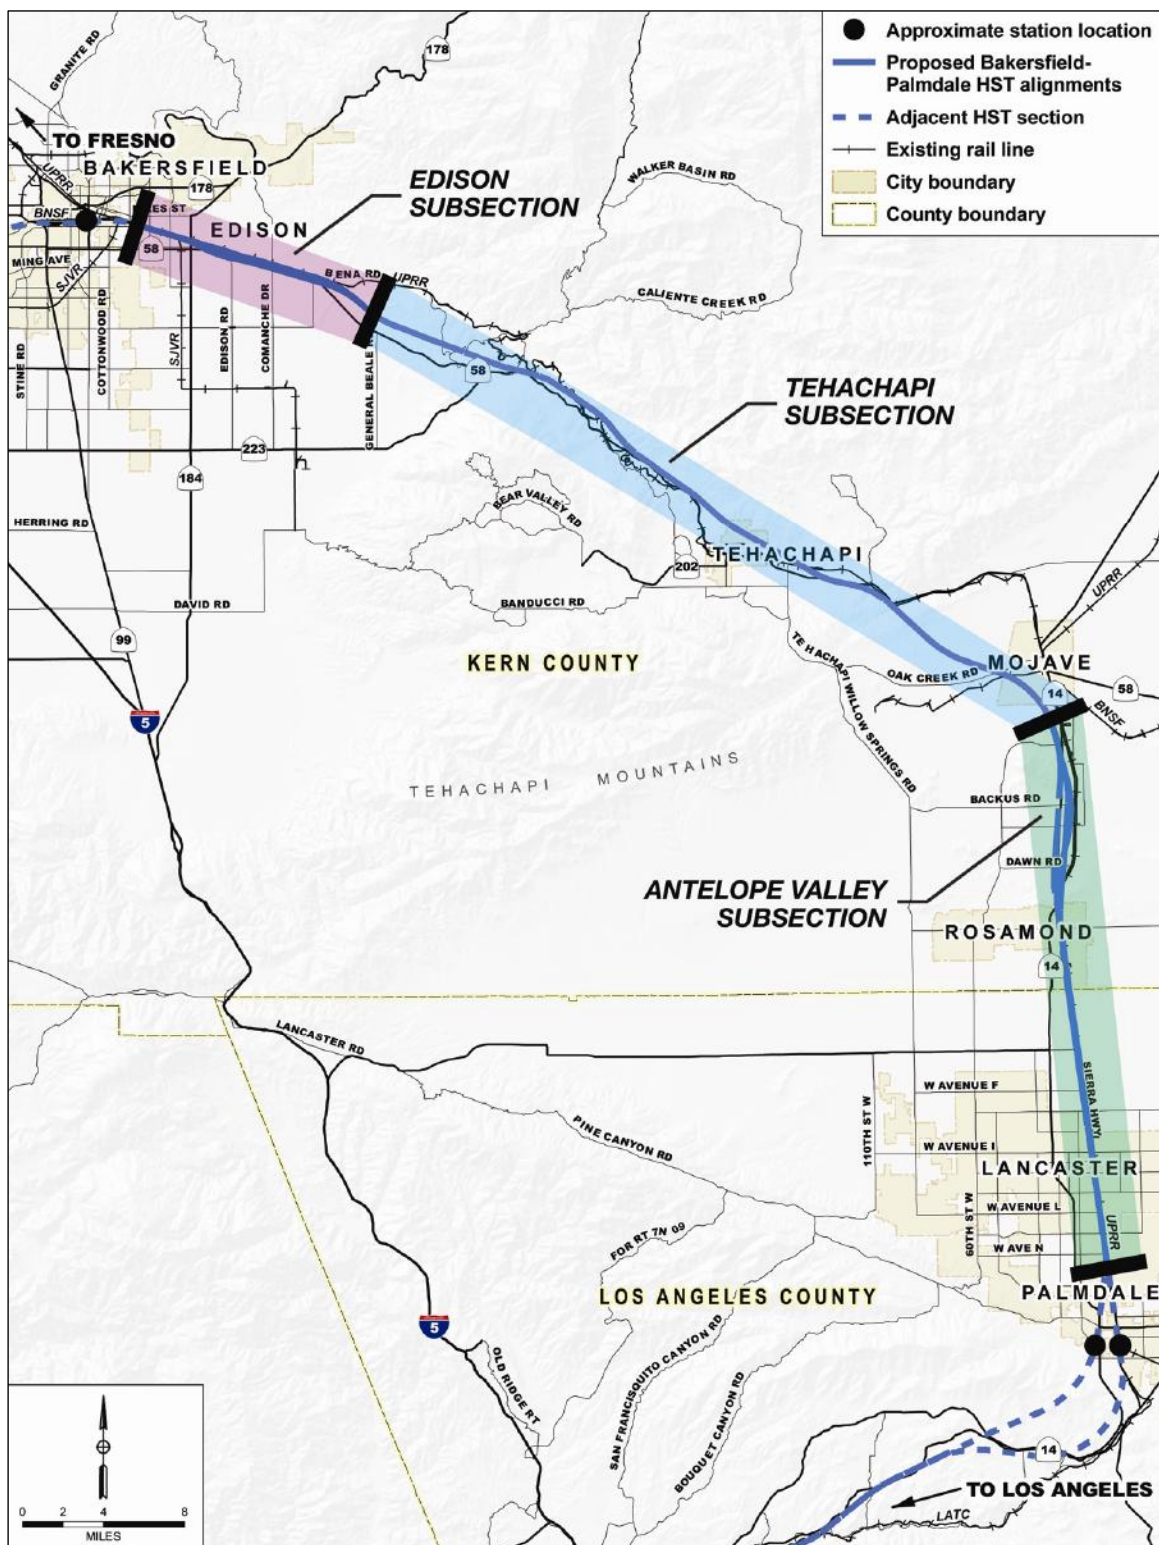 Approximate station location
Proposed Bakersfield-
Palmdale HST alignments
Adjacent HST section
Existing rail line
City boundary
County boundary
GRANITE RD
178
TO FRESNO
BAKERSFIELD
UPRR
178
WALKER BASIN RD
EDISON
SUBSECTION
BNSF
EDISON
58
MING AVE
SJVR
BENA RD
UPRR
CALIENTE CREEK RD
STINE RD
COTTONWOOD RD
SJVR
EDISON RD
COMANCHE DR
GENERAL BEALE
58
TEHACHAPI
SUBSECTION
223
184
BEAR VALLEY RD
HERRING RD
TEHACHAPI
202
DAVID RD
BANDUCCI RD
UPRR
99
KERN COUNTY
TEHACHAPI WILLOW SPRINGS RD
OAK CREEK RD
MOJAVE
14
58
BNSF
5
TEHACHAPI MOUNTAINS
BACKUS RD
DAWN RD
ANTELOPE VALLEY
SUBSECTION
ROSAMOND
14
LANCASTER RD
SIERRA HWY
W AVENUE F
110TH ST W
PINE CANYON RD
W AVENUE I
LANCASTER
60TH ST W
W AVENUE L
FOR RT 7N 09
W AVE N
UPRR
LOS ANGELES COUNTY
PALMDALE
5
OLD RIDGE RT
SAN FRANCISQUITO CANYON RD
BOUQUET CANYON RD
14
TO LOS ANGELES
LATC
0 2 4 8
MILES